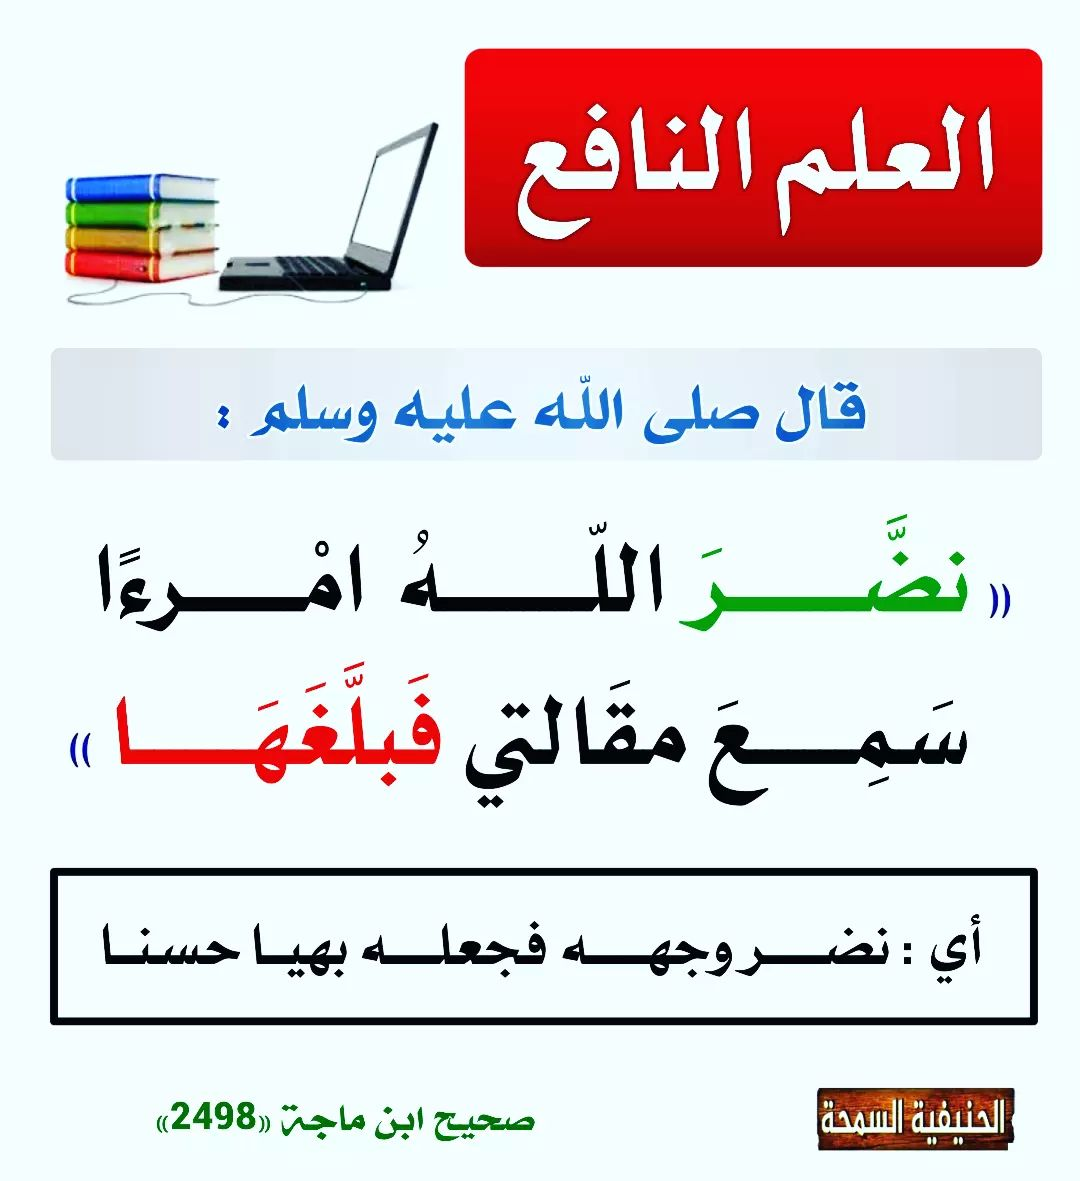 العلم النافع
قال صلى الله عليه وسلم :
(( نضَّرَ اللّهُ امْرءًا
سَمِعَ مقَالتي فَبلَّغَهَا ))
أي : نضر وجهه فجعله بهيا حسنا
صحيح ابن ماجة ((2498))
الحنيفية السمحة